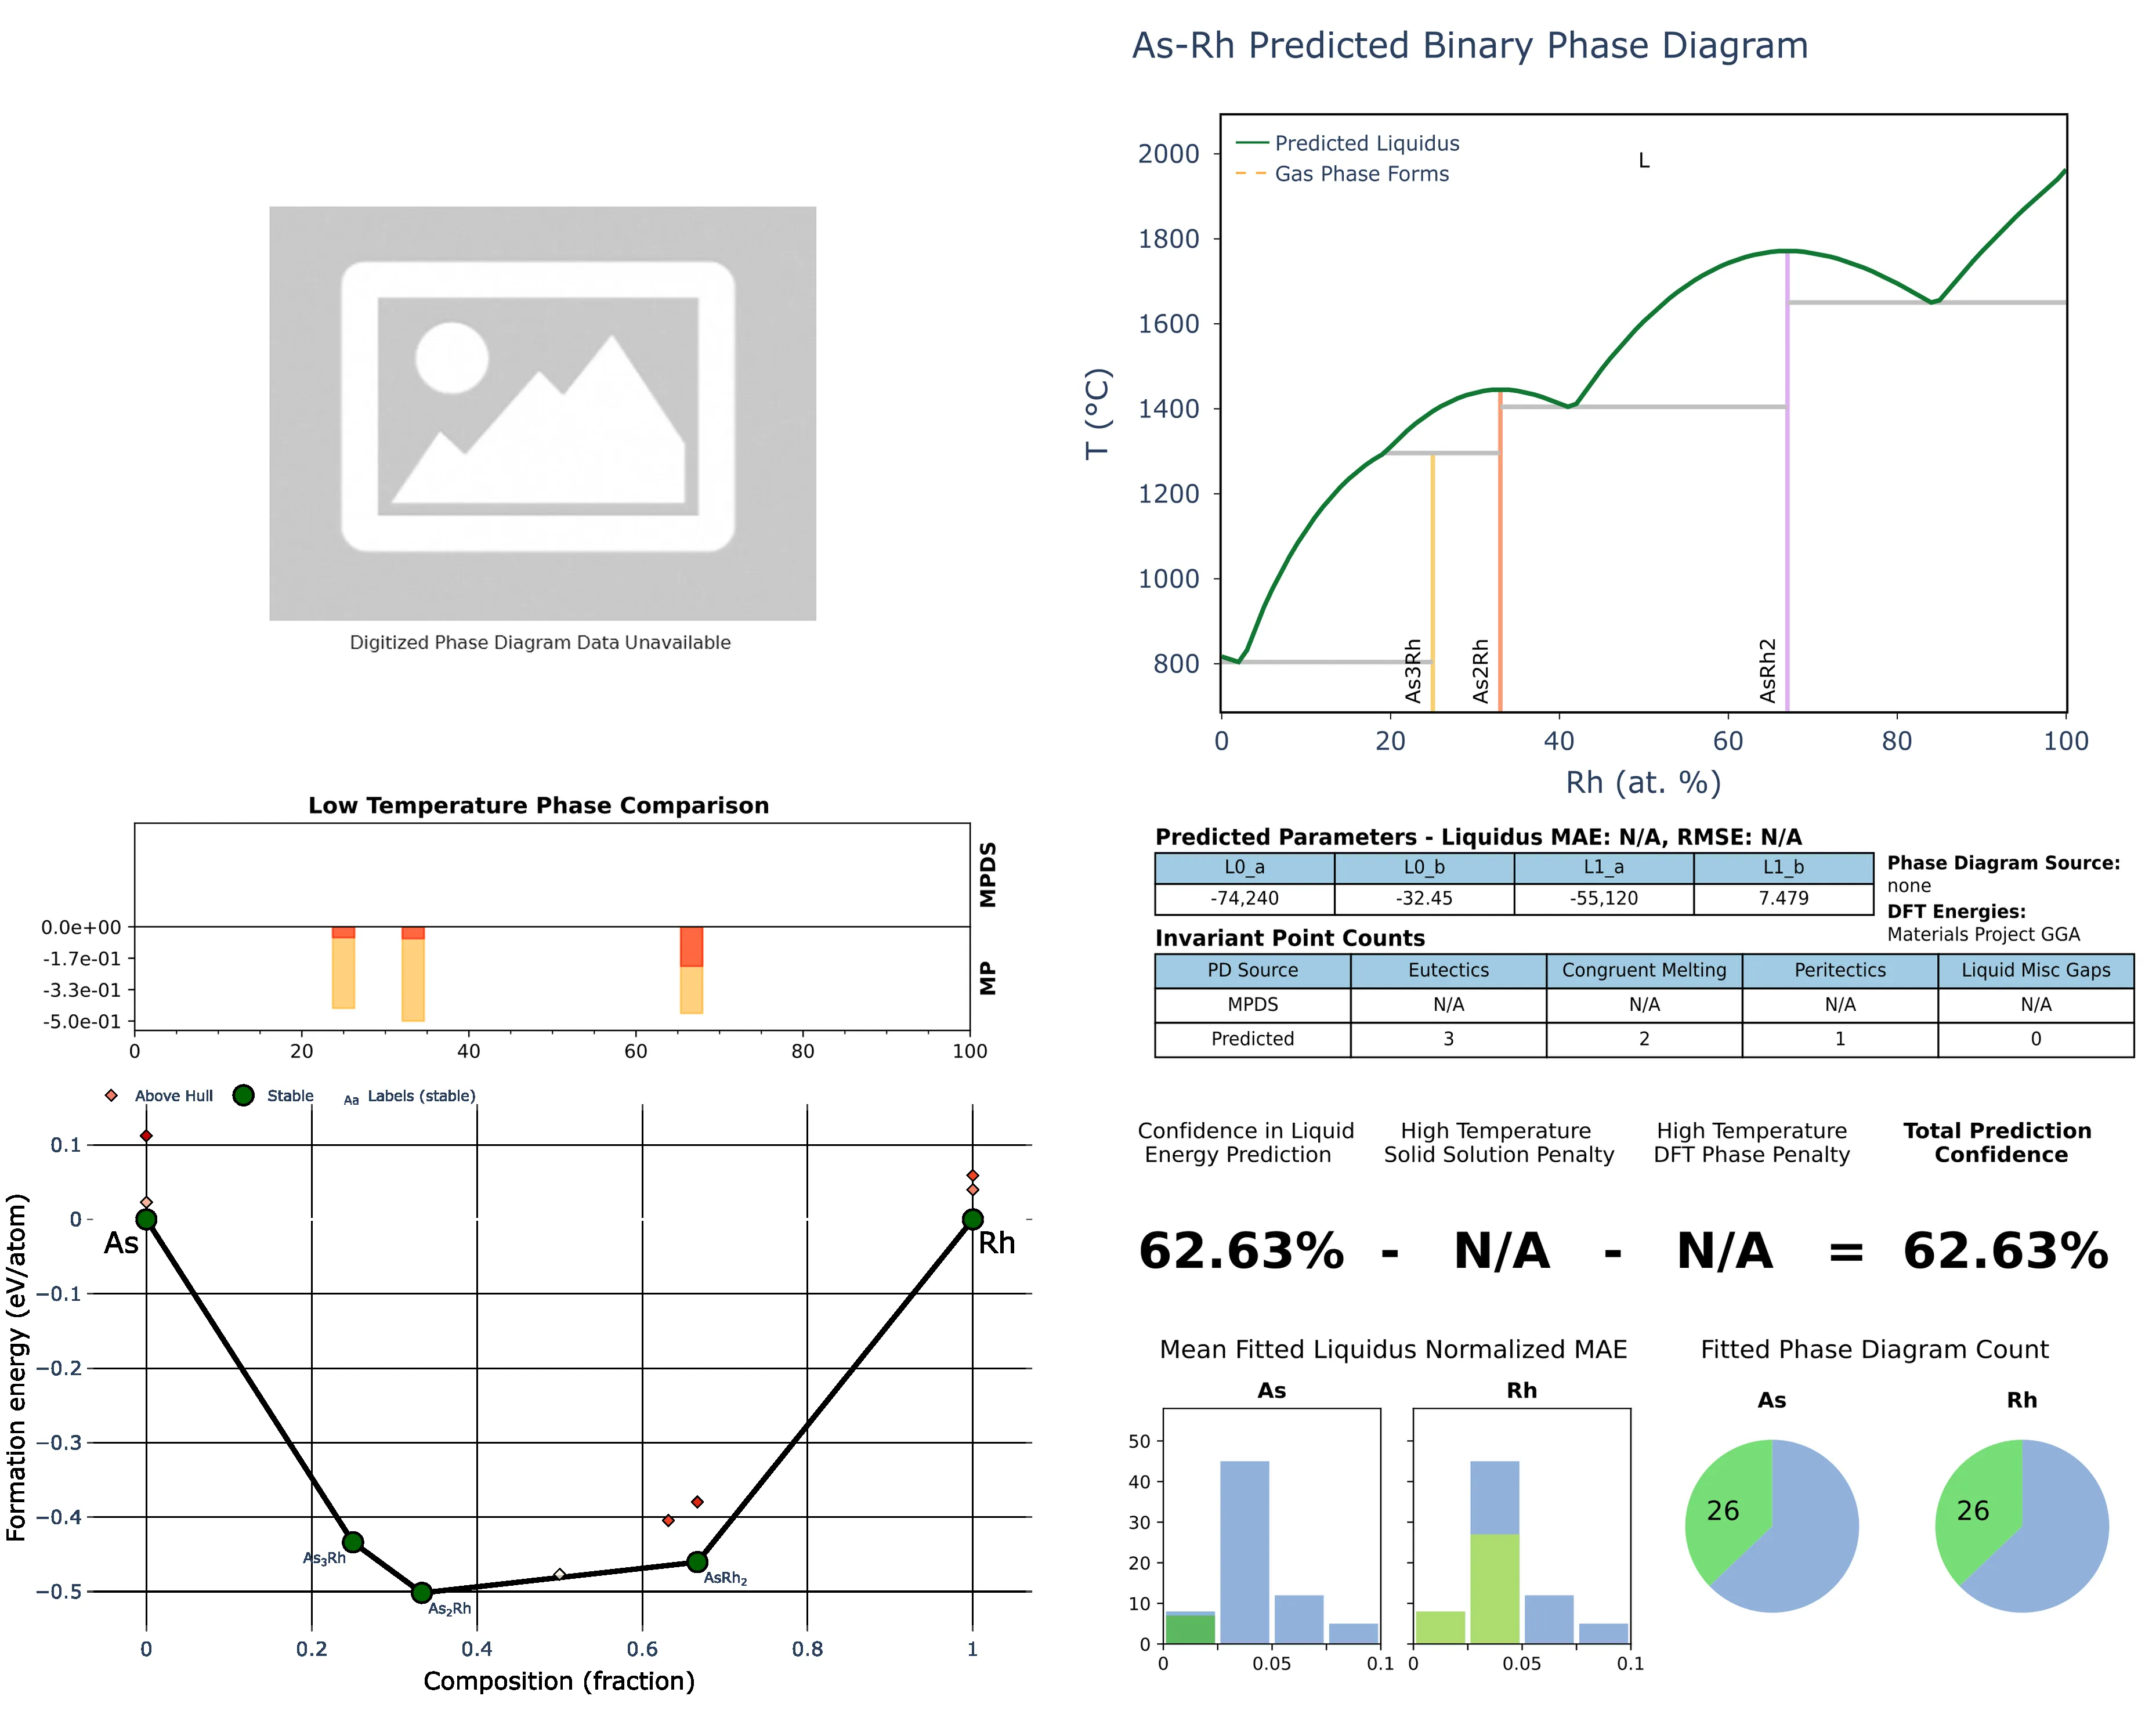 As-Rh Predicted Binary Phase Diagram
Digitized Phase Diagram Data Unavailable
Predicted Liquidus
Gas Phase Forms
L
2000
1800
1600
1400
1200
1000
800
T (°C)
As3Rh
As2Rh
AsRh2
0 20 40 60 80 100
Rh (at. %)
Low Temperature Phase Comparison
MPDS
MP
0.0e+00
-1.7e-01
-3.3e-01
-5.0e-01
0 20 40 60 80 100
Predicted Parameters - Liquidus MAE: N/A, RMSE: N/A
L0_a L0_b L1_a L1_b
-74,240 -32.45 -55,120 7.479
Phase Diagram Source:
none
DFT Energies:
Materials Project GGA
Invariant Point Counts
PD Source Eutectics Congruent Melting Peritectics Liquid Misc Gaps
MPDS N/A N/A N/A N/A
Predicted 3 2 1 0
Above Hull Stable Aa Labels (stable)
0.1
0
−0.1
−0.2
−0.3
−0.4
−0.5
Formation energy (eV/atom)
As
Rh
As₃Rh
As₂Rh
AsRh₂
0 0.2 0.4 0.6 0.8 1
Composition (fraction)
Confidence in Liquid
Energy Prediction
High Temperature
Solid Solution Penalty
High Temperature
DFT Phase Penalty
Total Prediction
Confidence
62.63% - N/A - N/A = 62.63%
Mean Fitted Liquidus Normalized MAE
As
Rh
50
40
30
20
10
0
0 0.05 0.1
0 0.05 0.1
Fitted Phase Diagram Count
As
26
Rh
26